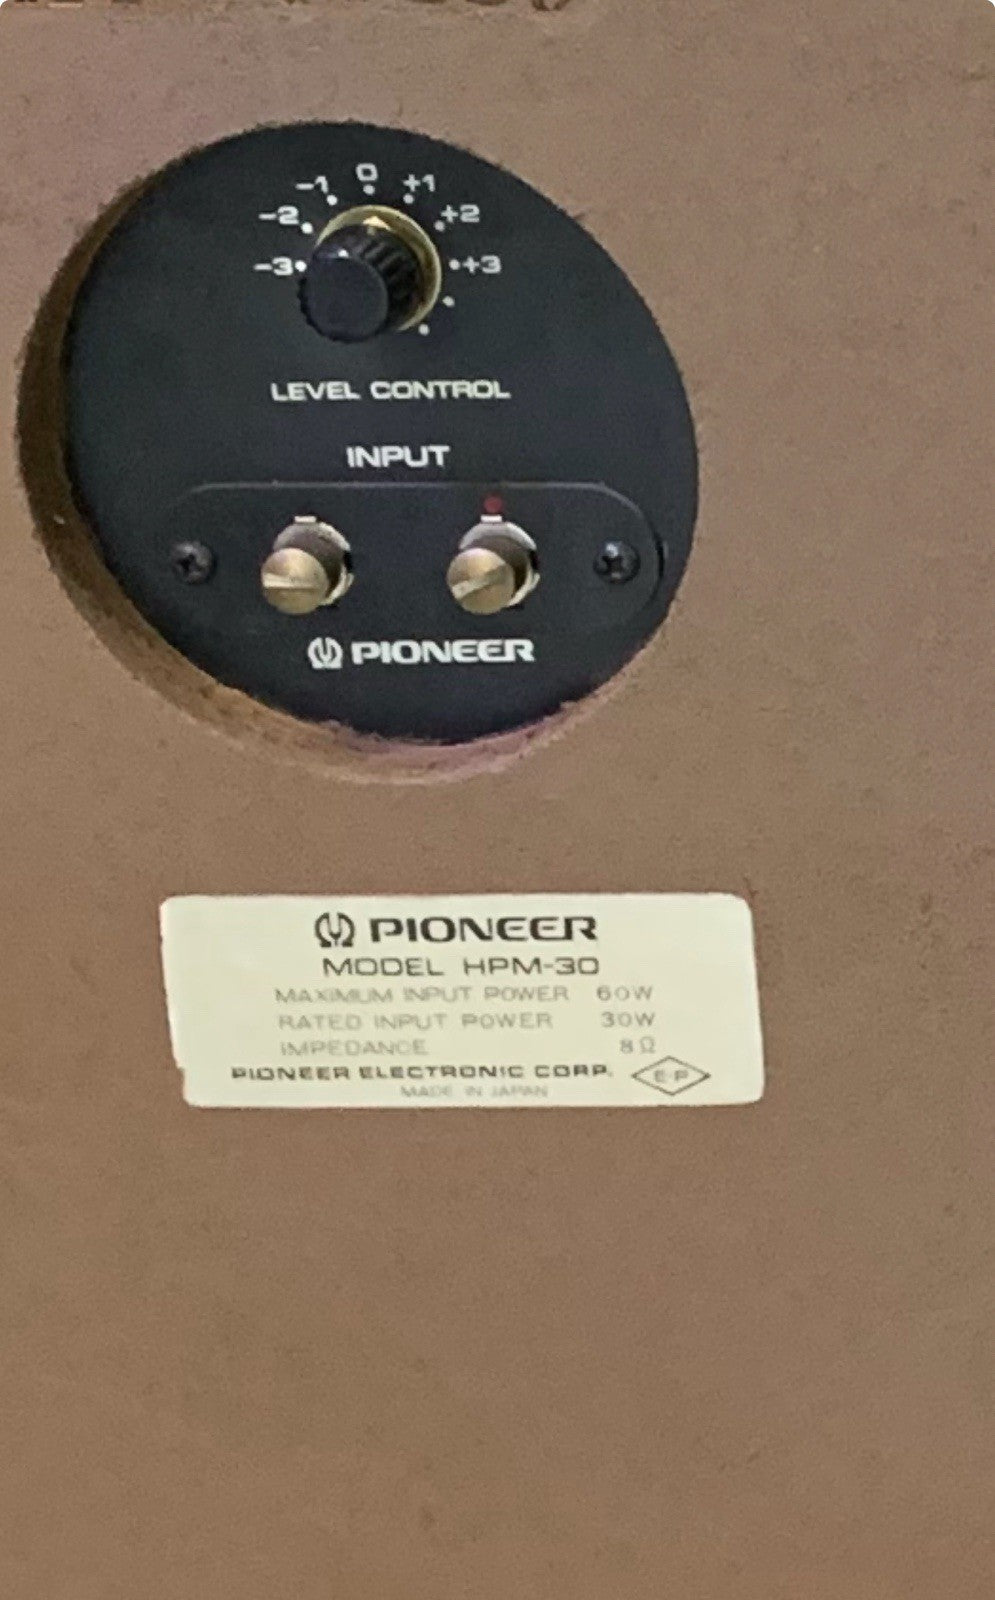 0
-1 +1
-2 +2
-3 +3
LEVEL CONTROL
INPUT
PIONEER
PIONEER
MODEL HPM-30
MAXIMUM INPUT POWER 60W
RATED INPUT POWER 30W
IMPEDANCE 8Ω
PIONEER ELECTRONIC CORP. E·P
MADE IN JAPAN